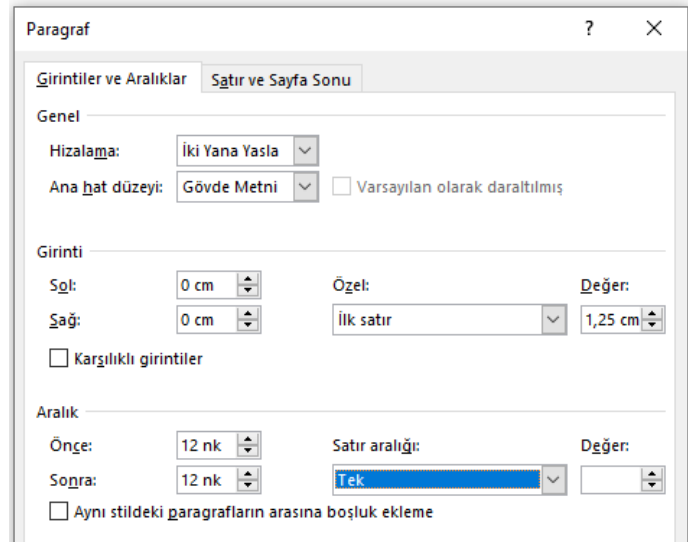 Paragraf ?
Girintiler ve Aralıklar Satır ve Sayfa Sonu
Genel
Hizalama: İki Yana Yasla
Ana hat düzeyi: Gövde Metni Varsayılan olarak daraltılmış
Girinti
Sol: 0 cm Özel: Değer:
Sağ: 0 cm İlk satır 1,25 cm
Karşılıklı girintiler
Aralık
Önce: 12 nk Satır aralığı: Değer:
Sonra: 12 nk Tek
Aynı stildeki paragrafların arasına boşluk ekleme